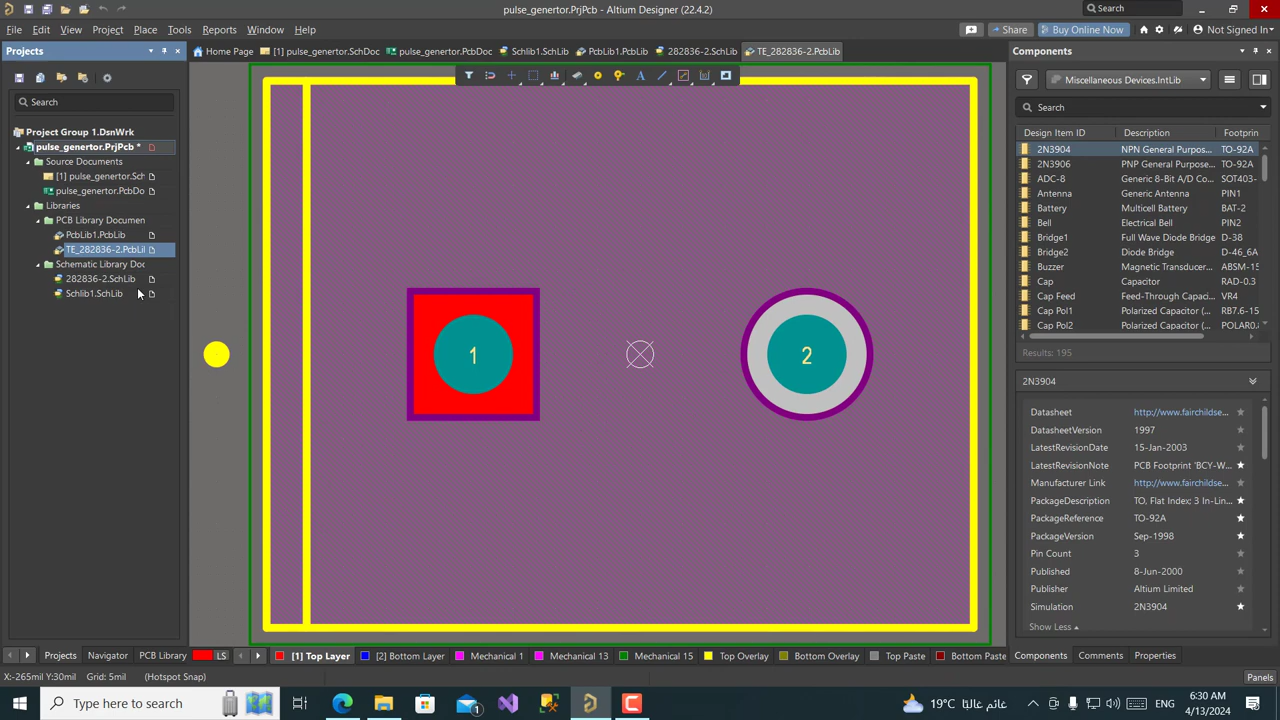 pulse_genertor.PrjPcb - Altium Designer (22.4.2)
Search
File Edit View Project Place Tools Reports Window
Share
Buy Online Now
Not Signed In
Projects
Home Page
[1] pulse_genertor.SchDoc
pulse_genertor.PcbDoc
Schlib1.SchLib
PcbLib1.PcbLib
282836-2.SchLib
TE_282836-2.PcbLib
Components
Search
Project Group 1.DsnWrk
pulse_genertor.PrjPcb *
Source Documents
[1] pulse_genertor.Sch
pulse_genertor.PcbDo
Libraries
PCB Library Documen
PcbLib1.PcbLib
TE_282836-2.PcbLil
Schematic Library Doc
282836-2.SchLib
Schlib1.SchLib
1
2
Miscellaneous Devices.IntLib
Search
Design Item ID Description Footprin
2N3904 NPN General Purpos... TO-92A
2N3906 PNP General Purpose... TO-92A
ADC-8 Generic 8-Bit A/D Co... SOT403-
Antenna Generic Antenna PIN1
Battery Multicell Battery BAT-2
Bell Electrical Bell PIN2
Bridge1 Full Wave Diode Bridge D-38
Bridge2 Diode Bridge D-46_6A
Buzzer Magnetic Transducer... ABSM-15
Cap Capacitor RAD-0.3
Cap Feed Feed-Through Capaci... VR4
Cap Pol1 Polarized Capacitor (R... RB7.6-15
Cap Pol2 Polarized Capacitor (A... POLAR0.
Results: 195
2N3904
Datasheet http://www.fairchildse...
DatasheetVersion 1997
LatestRevisionDate 15-Jan-2003
LatestRevisionNote PCB Footprint 'BCY-W...
Manufacturer Link http://www.fairchildse...
PackageDescription TO, Flat Index; 3 In-Lin...
PackageReference TO-92A
PackageVersion Sep-1998
Pin Count 3
Published 8-Jun-2000
Publisher Altium Limited
Simulation 2N3904
Show Less
Projects Navigator PCB Library
LS
[1] Top Layer
[2] Bottom Layer
Mechanical 1
Mechanical 13
Mechanical 15
Top Overlay
Bottom Overlay
Top Paste
Bottom Paste
Components Comments Properties
X:-265mil Y:30mil Grid: 5mil (Hotspot Snap)
Panels
Type here to search
1
19°C غائم غالبًا
ENG
6:30 AM
4/13/2024